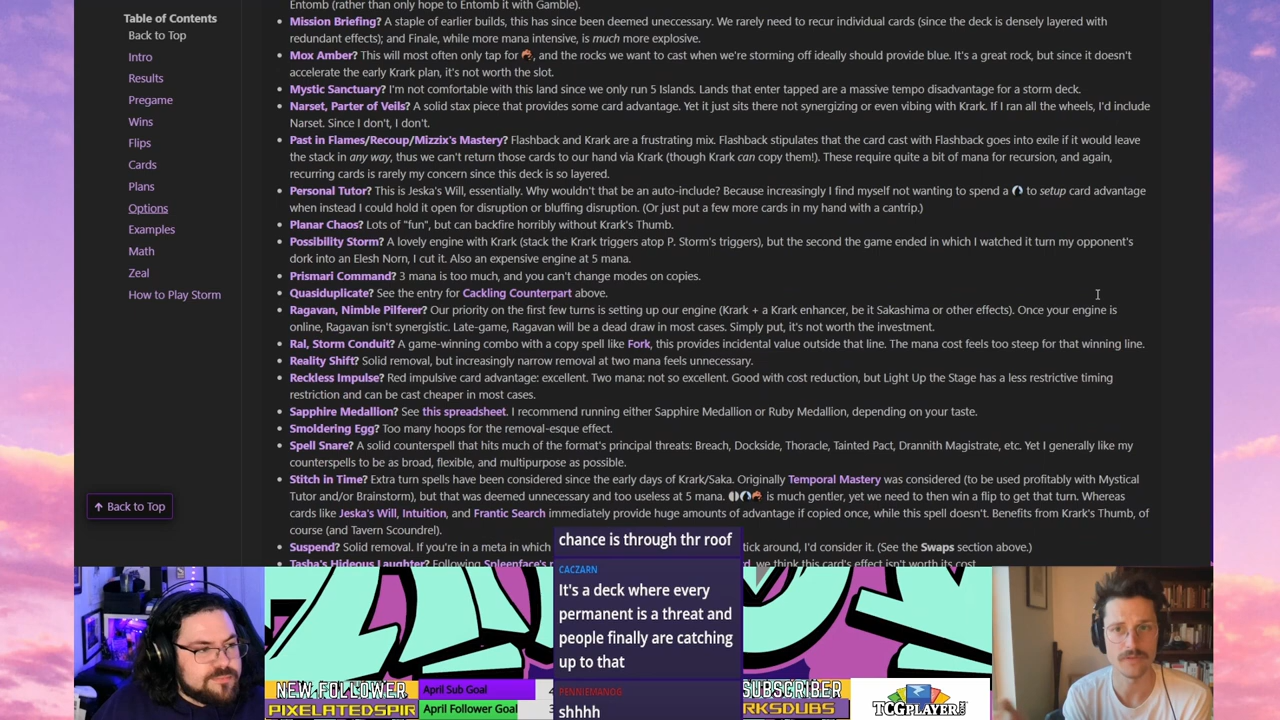 Table of Contents
Back to Top
Intro
Results
Pregame
Wins
Flips
Cards
Plans
Options
Examples
Math
Zeal
How to Play Storm
↑ Back to Top
Entomb (rather than only hope to Entomb it with Gamble).
Mission Briefing? A staple of earlier builds, this has since been deemed uneccessary. We rarely need to recur individual cards (since the deck is densely layered with
redundant effects); and Finale, while more mana intensive, is much more explosive.
Mox Amber? This will most often only tap for , and the rocks we want to cast when we're storming off ideally should provide blue. It's a great rock, but since it doesn't
accelerate the early Krark plan, it's not worth the slot.
Mystic Sanctuary? I'm not comfortable with this land since we only run 5 Islands. Lands that enter tapped are a massive tempo disadvantage for a storm deck.
Narset, Parter of Veils? A solid stax piece that provides some card advantage. Yet it just sits there not synergizing or even vibing with Krark. If I ran all the wheels, I'd include
Narset. Since I don't, I don't.
Past in Flames/Recoup/Mizzix's Mastery? Flashback and Krark are a frustrating mix. Flashback stipulates that the card cast with Flashback goes into exile if it would leave
the stack in any way, thus we can't return those cards to our hand via Krark (though Krark can copy them!). These require quite a bit of mana for recursion, and again,
recurring cards is rarely my concern since this deck is so layered.
Personal Tutor? This is Jeska's Will, essentially. Why wouldn't that be an auto-include? Because increasingly I find myself not wanting to spend a to setup card advantage
when instead I could hold it open for disruption or bluffing disruption. (Or just put a few more cards in my hand with a cantrip.)
Planar Chaos? Lots of "fun", but can backfire horribly without Krark's Thumb.
Possibility Storm? A lovely engine with Krark (stack the Krark triggers atop P. Storm's triggers), but the second the game ended in which I watched it turn my opponent's
dork into an Elesh Norn, I cut it. Also an expensive engine at 5 mana.
Prismari Command? 3 mana is too much, and you can't change modes on copies.
Quasiduplicate? See the entry for Cackling Counterpart above.
Ragavan, Nimble Pilferer? Our priority on the first few turns is setting up our engine (Krark + a Krark enhancer, be it Sakashima or other effects). Once your engine is
online, Ragavan isn't synergistic. Late-game, Ragavan will be a dead draw in most cases. Simply put, it's not worth the investment.
Ral, Storm Conduit? A game-winning combo with a copy spell like Fork, this provides incidental value outside that line. The mana cost feels too steep for that winning line.
Reality Shift? Solid removal, but increasingly narrow removal at two mana feels unnecessary.
Reckless Impulse? Red impulsive card advantage: excellent. Two mana: not so excellent. Good with cost reduction, but Light Up the Stage has a less restrictive timing
restriction and can be cast cheaper in most cases.
Sapphire Medallion? See this spreadsheet. I recommend running either Sapphire Medallion or Ruby Medallion, depending on your taste.
Smoldering Egg? Too many hoops for the removal-esque effect.
Spell Snare? A solid counterspell that hits much of the format's principal threats: Breach, Dockside, Thoracle, Tainted Pact, Drannith Magistrate, etc. Yet I generally like my
counterspells to be as broad, flexible, and multipurpose as possible.
Stitch in Time? Extra turn spells have been considered since the early days of Krark/Saka. Originally Temporal Mastery was considered (to be used profitably with Mystical
Tutor and/or Brainstorm), but that was deemed unnecessary and too useless at 5 mana. is much gentler, yet we need to then win a flip to get that turn. Whereas
cards like Jeska's Will, Intuition, and Frantic Search immediately provide huge amounts of advantage if copied once, while this spell doesn't. Benefits from Krark's Thumb, of
course (and Tavern Scoundrel).
Suspend? Solid removal. If you're in a meta in which tick around, I'd consider it. (See the Swaps section above.)
Tasha's Hideous Laughter? Following Spleenface's we think this card's effect isn't worth its cost
chance is through thr roof
CACZARN
It's a deck where every
permanent is a threat and
people finally are catching
up to that
PENNIEMANOG
shhhh
NEW FOLLOWER
PIXELATEDSPIR
April Sub Goal
April Follower Goal
SUBSCRIBER
RKSDUBS
TCGPLAYER.COM